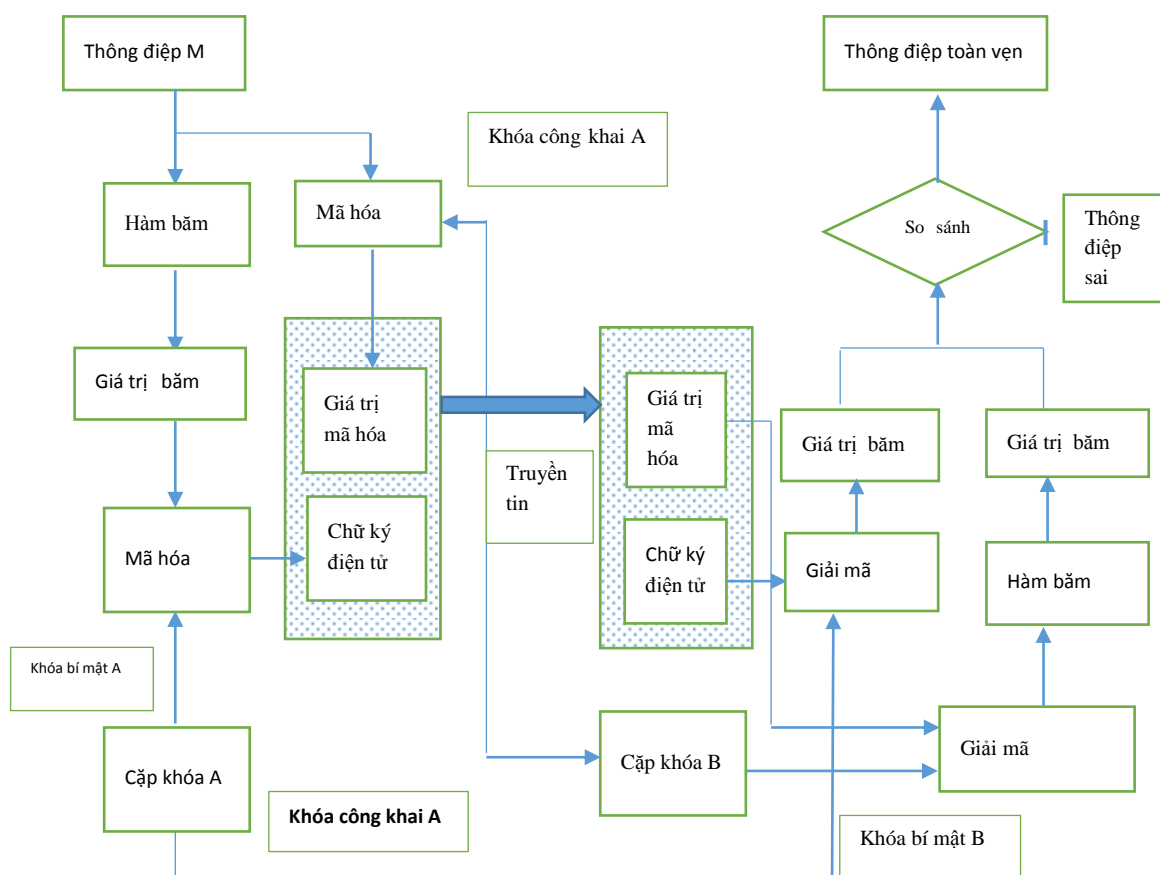 Thông điệp M
Thông điệp toàn vẹn
Khóa công khai A
Hàm băm
Mã hóa
So sánh
Thông
điệp
sai
Giá trị băm
Giá trị
mã hóa
Giá trị
mã
hóa
Giá trị băm
Giá trị băm
Truyền
tin
Mã hóa
Chữ ký
điện tử
Chữ ký
điện tử
Giải mã
Hàm băm
Khóa bí mật A
Cặp khóa A
Cặp khóa B
Giải mã
Khóa công khai A
Khóa bí mật B